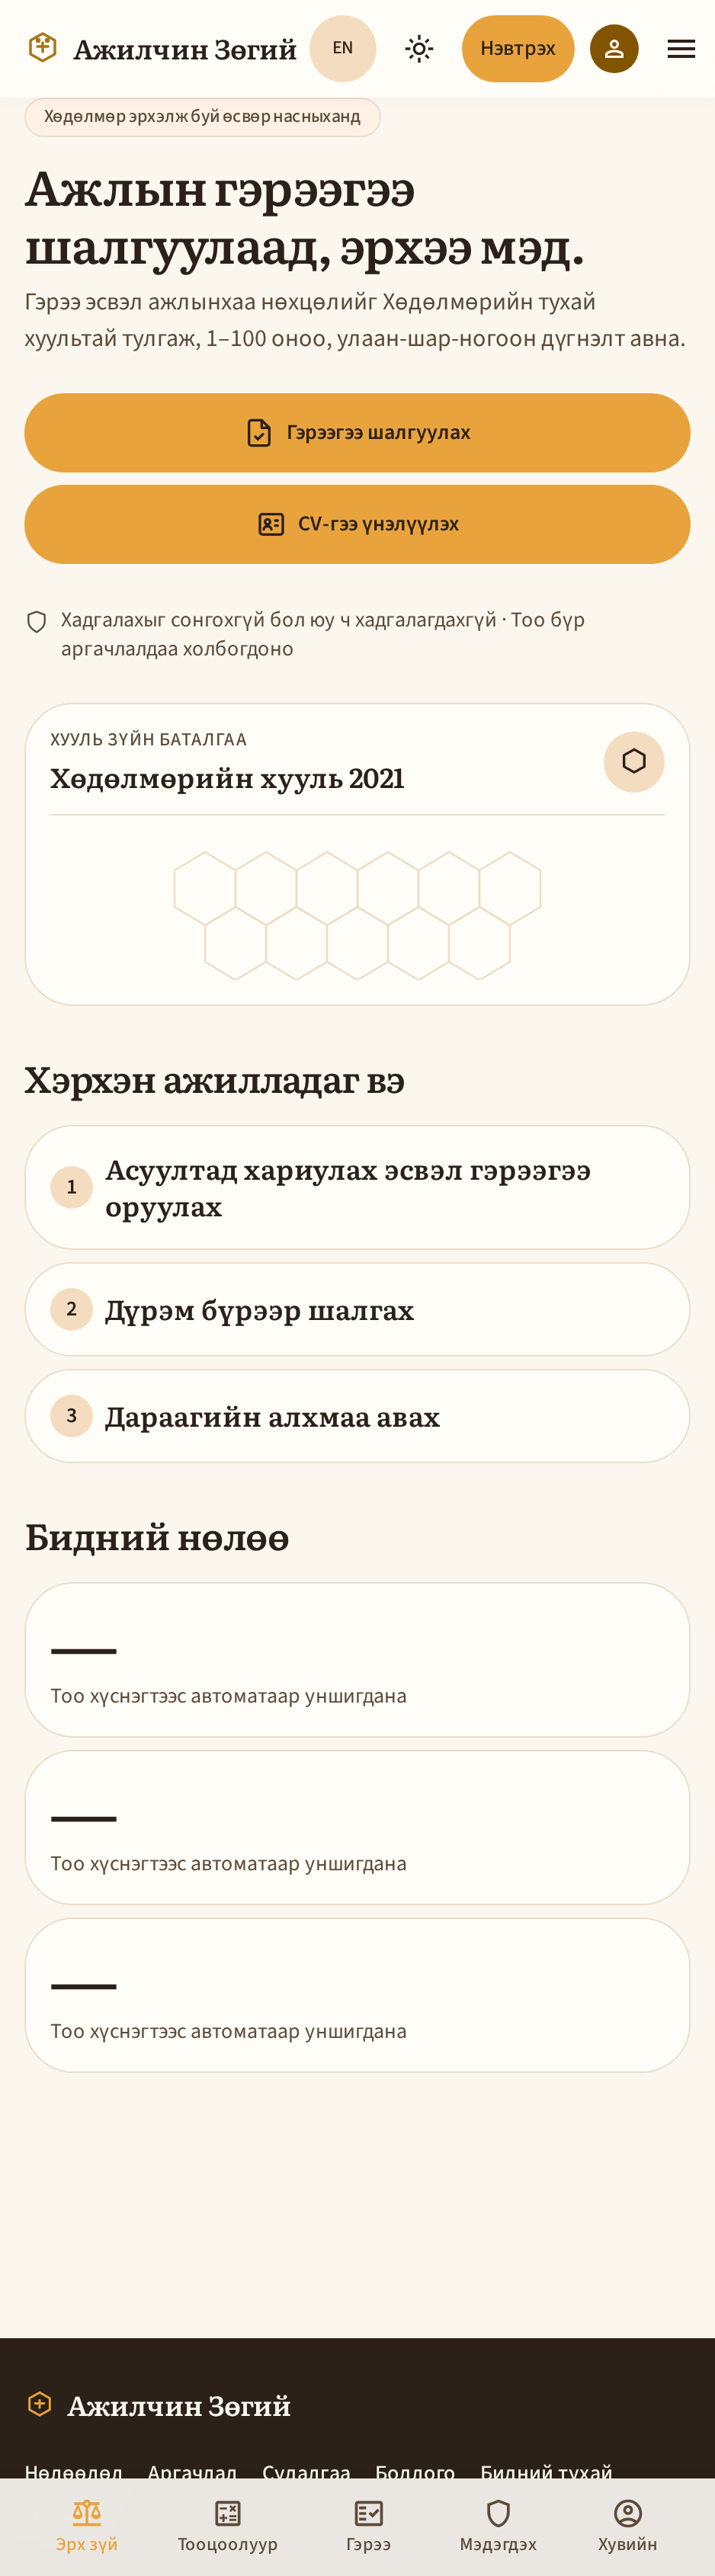 Ажилчин Зөгий
EN
Нэвтрэх
Хөдөлмөр эрхэлж буй өсвөр насныханд
Ажлын гэрээгээ
шалгуулаад, эрхээ мэд.
Гэрээ эсвэл ажлынхаа нөхцөлийг Хөдөлмөрийн тухай
хуультай тулгаж, 1–100 оноо, улаан-шар-ногоон дүгнэлт авна.
Гэрээгээ шалгуулах
CV-гээ үнэлүүлэх
Хадгалахыг сонгохгүй бол юу ч хадгалагдахгүй · Тоо бүр
аргачлалдаа холбогдоно
ХУУЛЬ ЗҮЙН БАТАЛГАА
Хөдөлмөрийн хууль 2021
Хэрхэн ажилладаг вэ
1
Асуултад хариулах эсвэл гэрээгээ
оруулах
2
Дүрэм бүрээр шалгах
3
Дараагийн алхмаа авах
Бидний нөлөө
—
Тоо хүснэгтээс автоматаар уншигдана
—
Тоо хүснэгтээс автоматаар уншигдана
—
Тоо хүснэгтээс автоматаар уншигдана
Ажилчин Зөгий
Нөлөөлөл Аргачлал Судалгаа Бодлого Бидний тухай
Эрх зүй
Тооцоолуур
Гэрээ
Мэдэгдэх
Хувийн